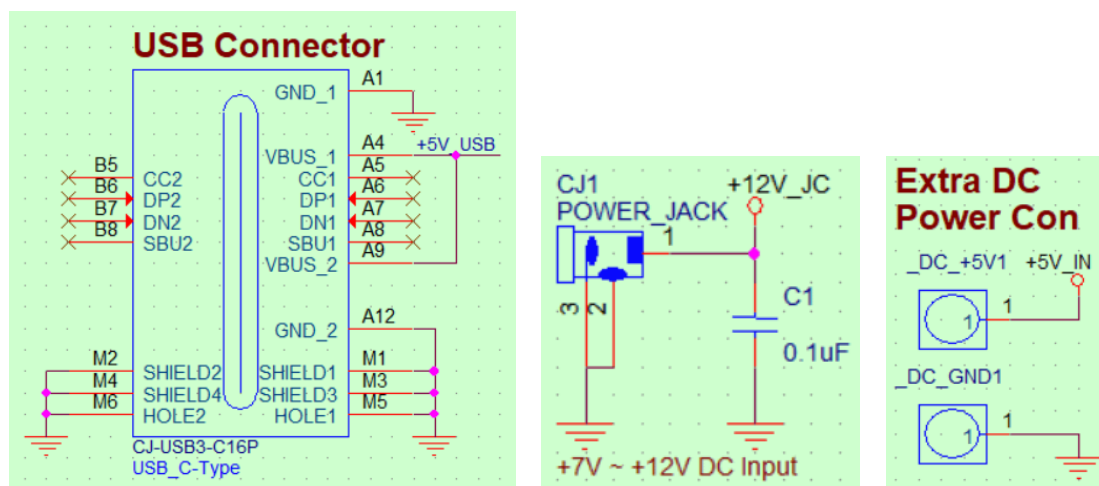 USB Connector
A1
GND_1
A4
+5V_USB
VBUS_1
B5
A5
CC2
CC1
B6
A6
DP2
DP1
B7
A7
DN2
DN1
B8
A8
SBU2
SBU1
A9
VBUS_2
A12
GND_2
M2
M1
SHIELD2
SHIELD1
M4
M3
SHIELD4
SHIELD3
M6
M5
HOLE2
HOLE1
CJ-USB3-C16P
USB_C-Type
CJ1
+12V_JC
POWER_JACK
1
3
2
C1
0.1uF
+7V ~ +12V DC Input
Extra DC
Power Con
_DC_+5V1
+5V_IN
1
1
_DC_GND1
1
1